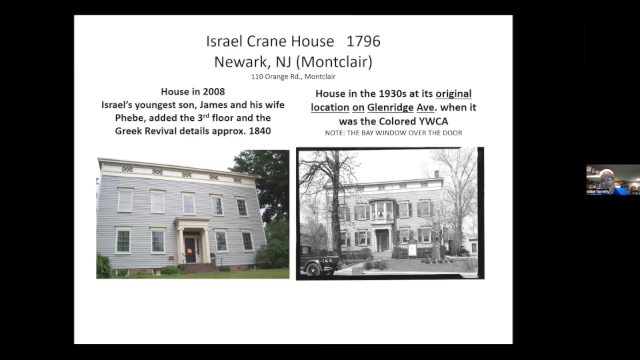 Israel Crane House 1796
Newark, NJ (Montclair)
110 Orange Rd., Montclair
House in 2008
Israel's youngest son, James and his wife
Phebe, added the 3rd floor and the
Greek Revival details approx. 1840
House in the 1930s at its original
location on Glenridge Ave. when it
was the Colored YWCA
NOTE: THE BAY WINDOW OVER THE DOOR